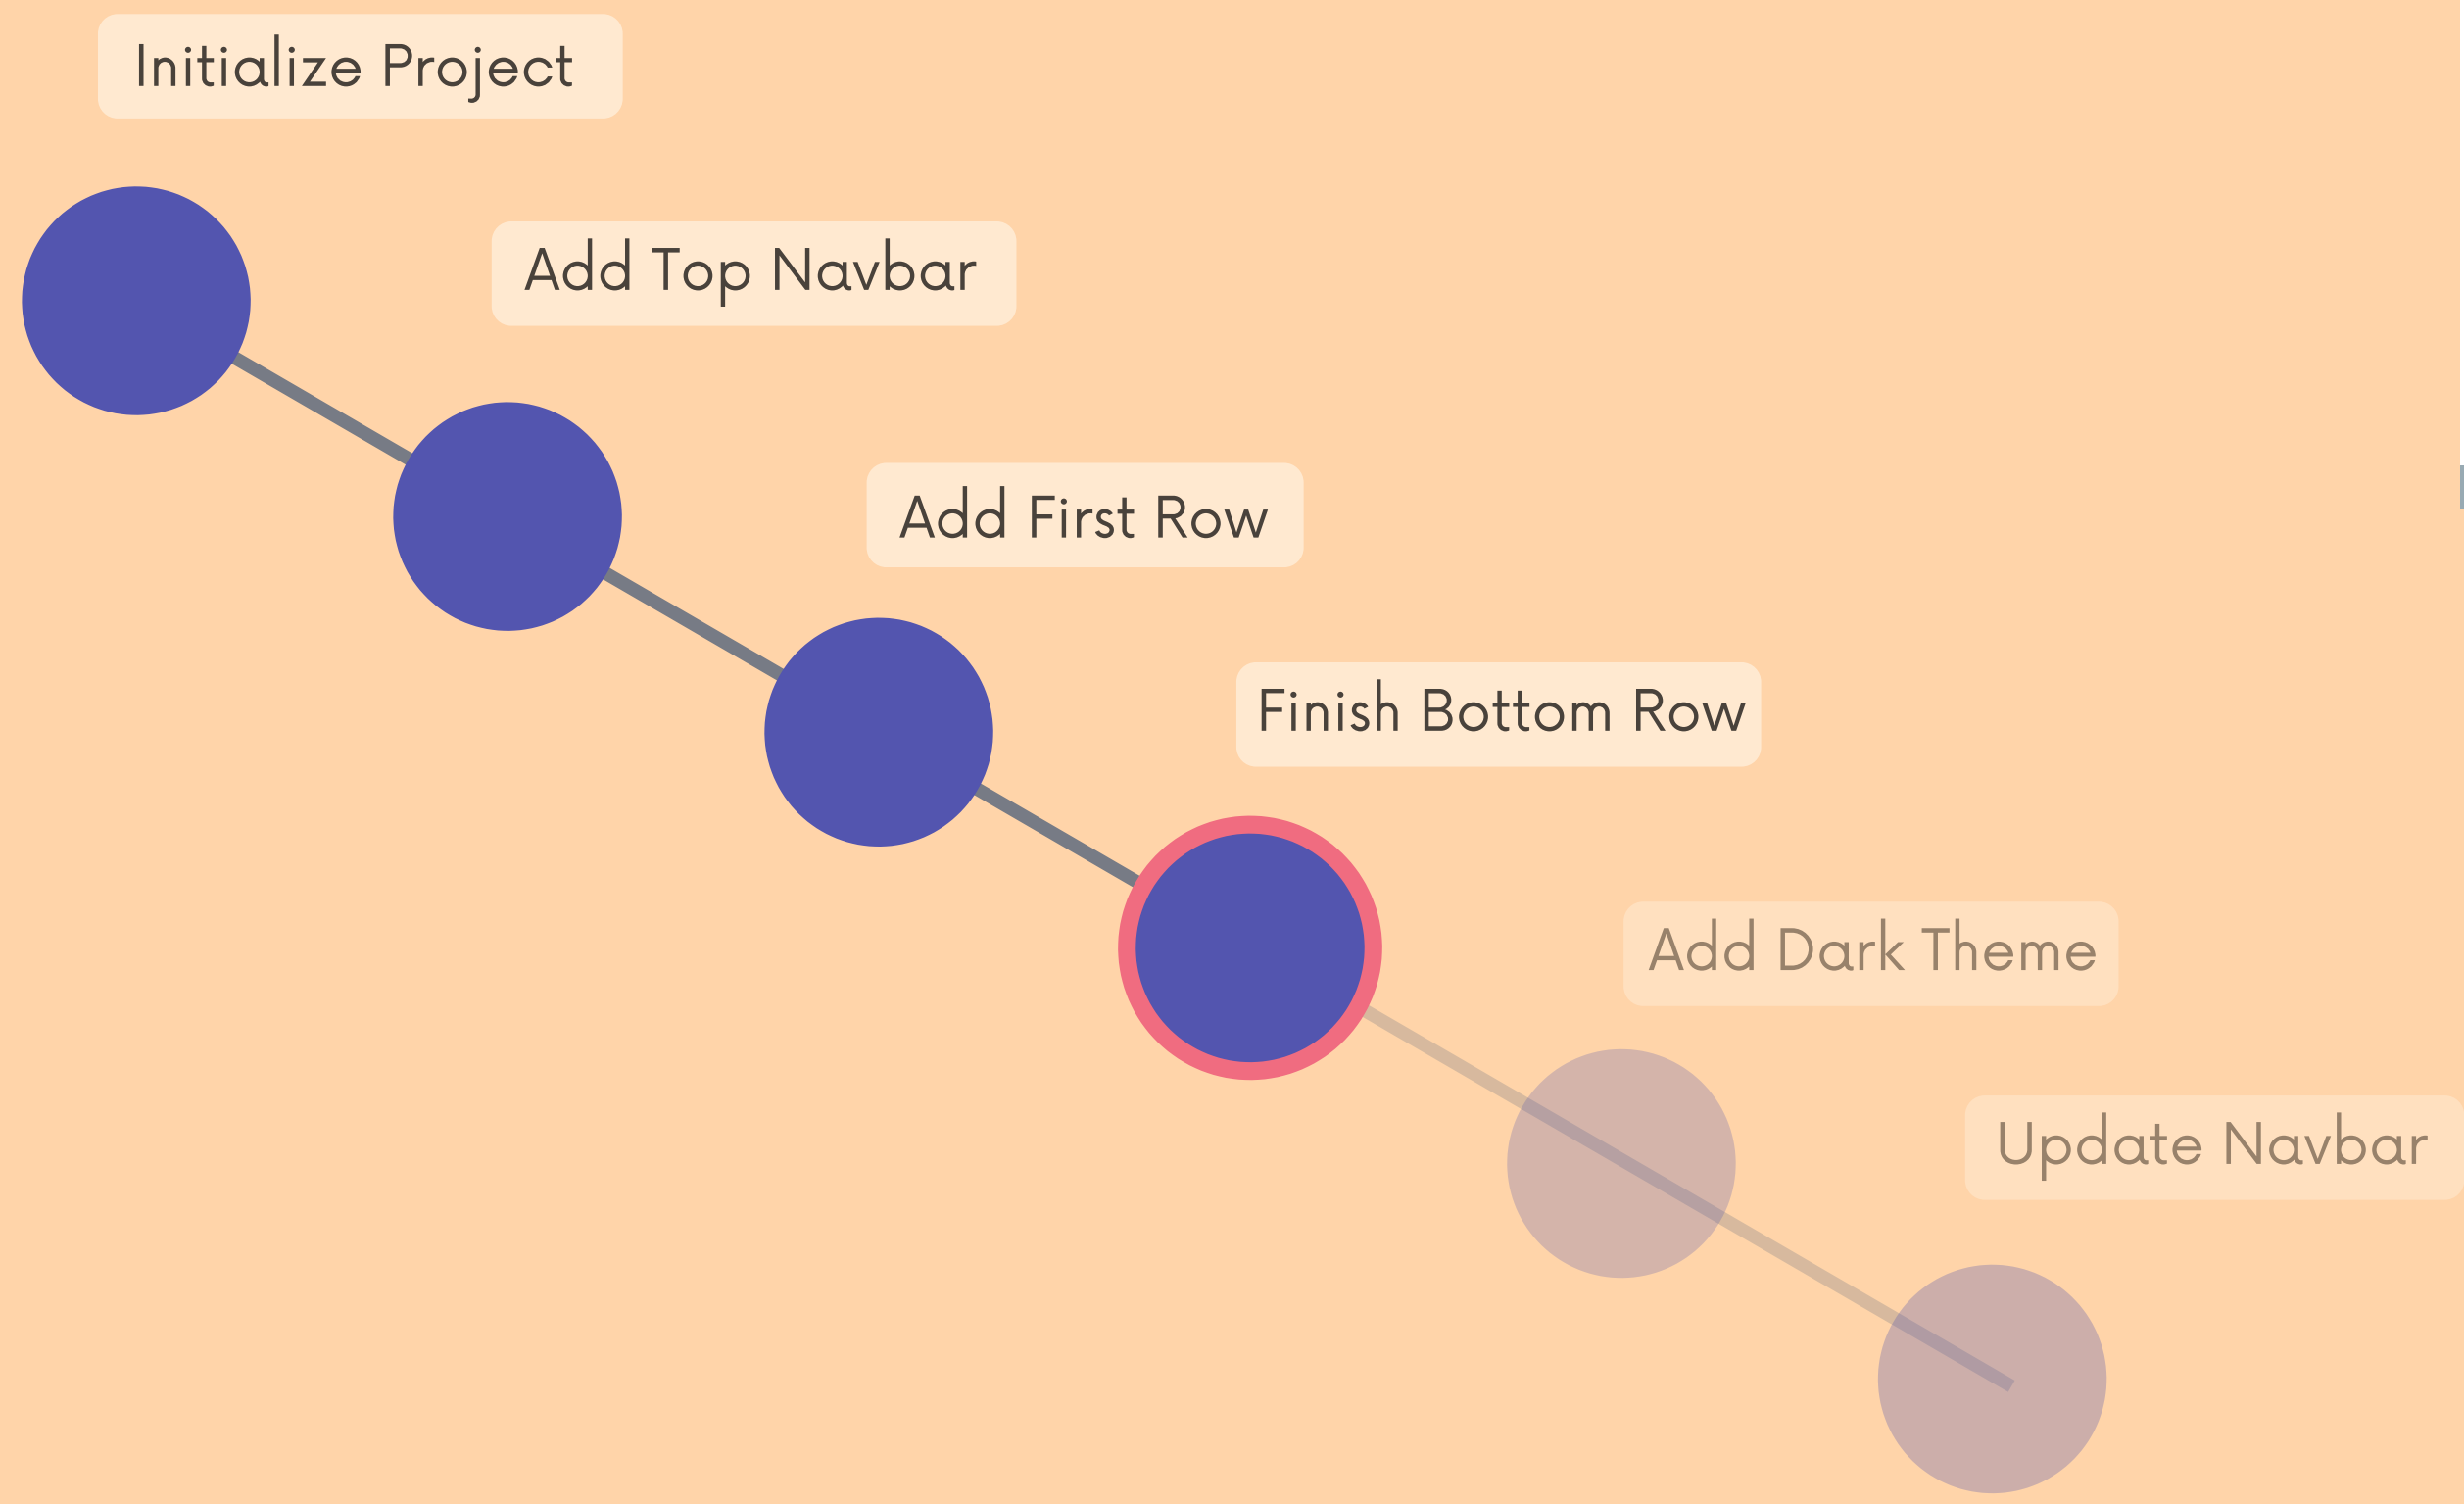 Initialize Project
Add Top Navbar
Add First Row
Finish Bottom Row
Add Dark Theme
Update Navbar